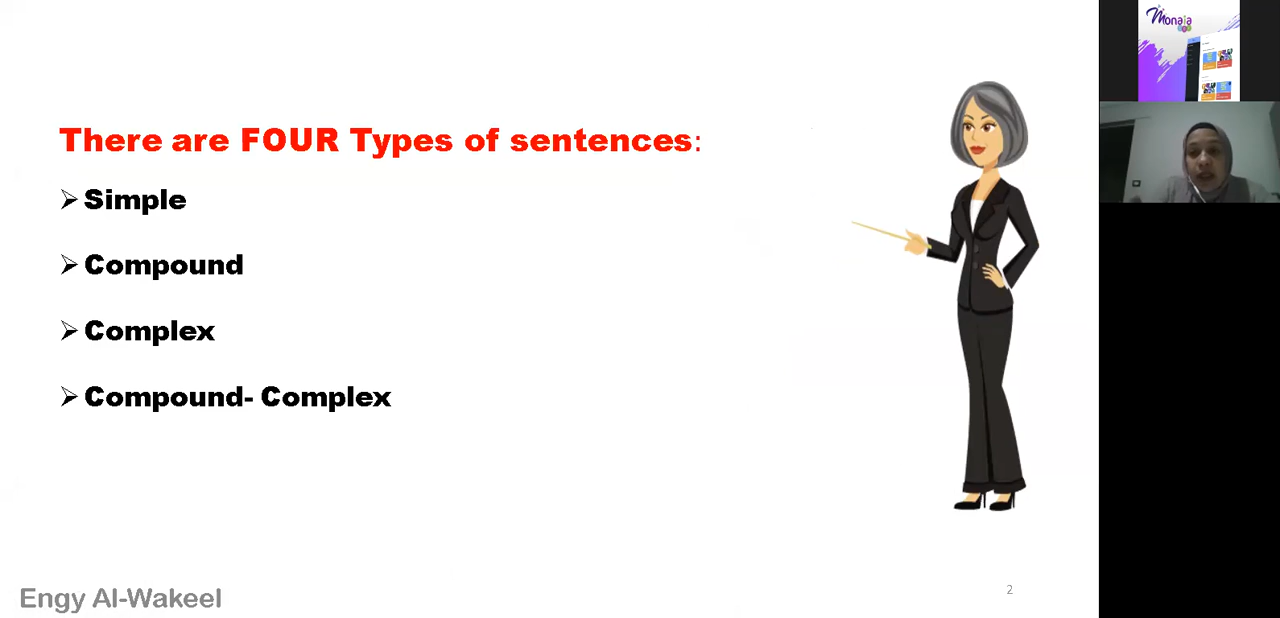 There are FOUR Types of sentences:
Simple
Compound
Complex
Compound- Complex
Engy Al-Wakeel
2
Monaia